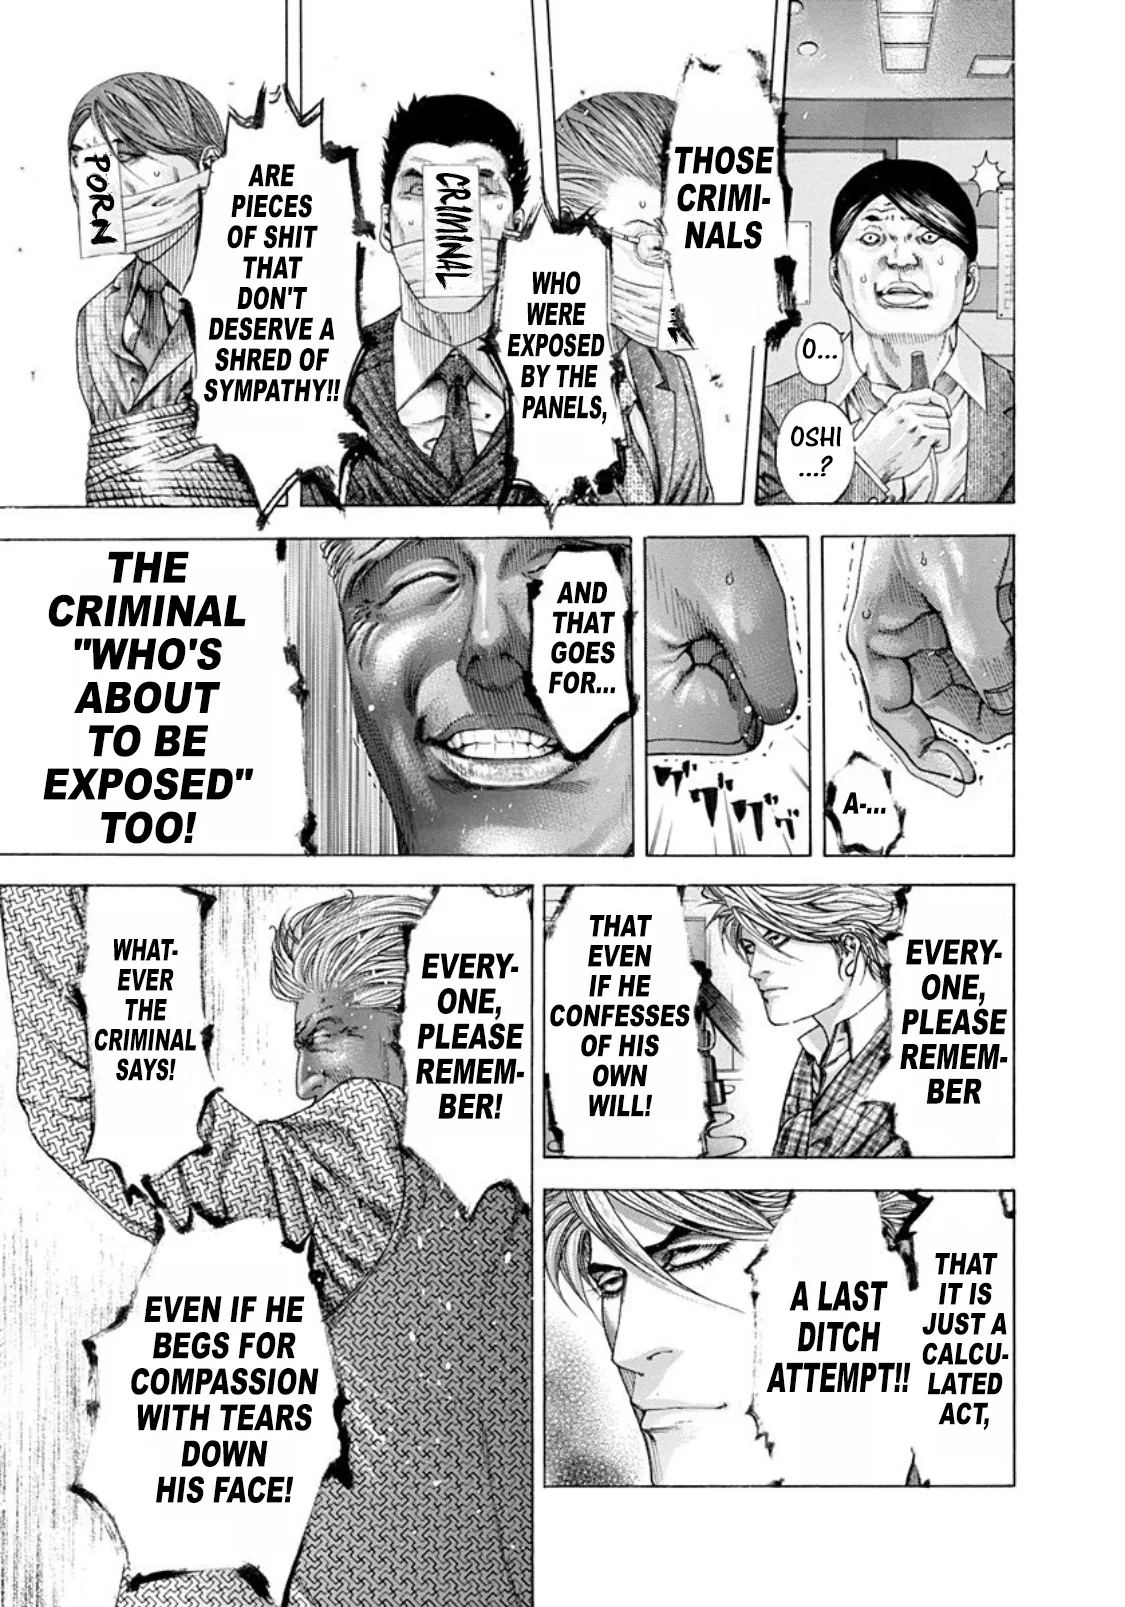 O...
OSHI
...?
THOSE
CRIMI-
NALS
WHO
WERE
EXPOSED
BY THE
PANELS,
CRIMINAL
ARE
PIECES
OF SHIT
THAT
DON'T
DESERVE A
SHRED OF
SYMPATHY!!
PORN
A-...
AND
THAT
GOES
FOR...
THE
CRIMINAL
"WHO'S
ABOUT
TO BE
EXPOSED"
TOO!
EVERY-
ONE,
PLEASE
REMEM-
BER
THAT
EVEN
IF HE
CONFESSES
OF HIS
OWN
WILL!
THAT
IT IS
JUST A
CALCU-
LATED
ACT,
A LAST
DITCH
ATTEMPT!!
EVERY-
ONE,
PLEASE
REMEM-
BER!
WHAT-
EVER
THE
CRIMINAL
SAYS!
EVEN IF HE
BEGS FOR
COMPASSION
WITH TEARS
DOWN
HIS FACE!